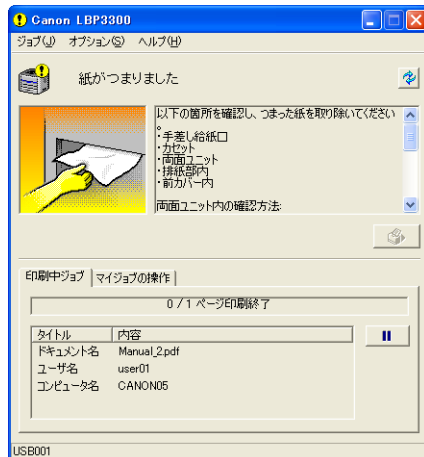 Canon LBP3300
ジョブ(J) オプション(S) ヘルプ(H)
紙がつまりました
以下の箇所を確認し、つまった紙を取り除いてください
。
・手差し給紙口
・カセット
・両面ユニット
・排紙部内
・前カバー内
両面ユニット内の確認方法:
印刷中ジョブ マイジョブの操作
0 / 1 ページ印刷終了
タイトル 内容
ドキュメント名 Manual_2.pdf
ユーザ名 user01
コンピュータ名 CANON05
USB001